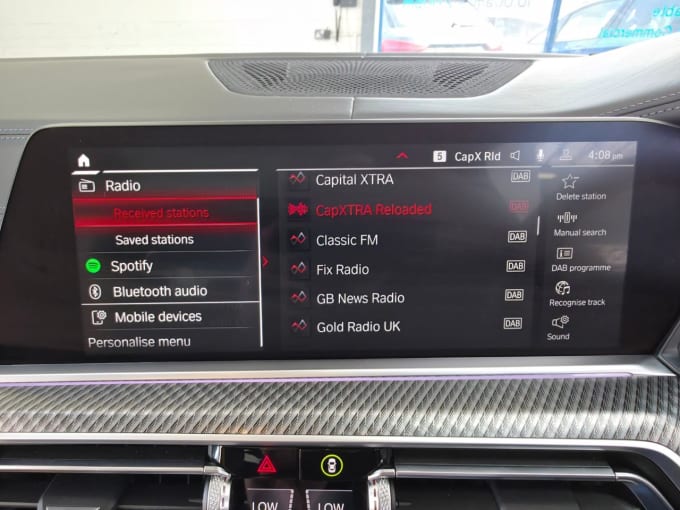 5 CapX Rld 4:08 pm
Radio
Received stations
Saved stations
Spotify
Bluetooth audio
Mobile devices
Personalise menu
Capital XTRA DAB
CapXTRA Reloaded DAB
Classic FM DAB
Fix Radio DAB
GB News Radio DAB
Gold Radio UK DAB
Delete station
Manual search
DAB programme
Recognise track
Sound
LOW LOW